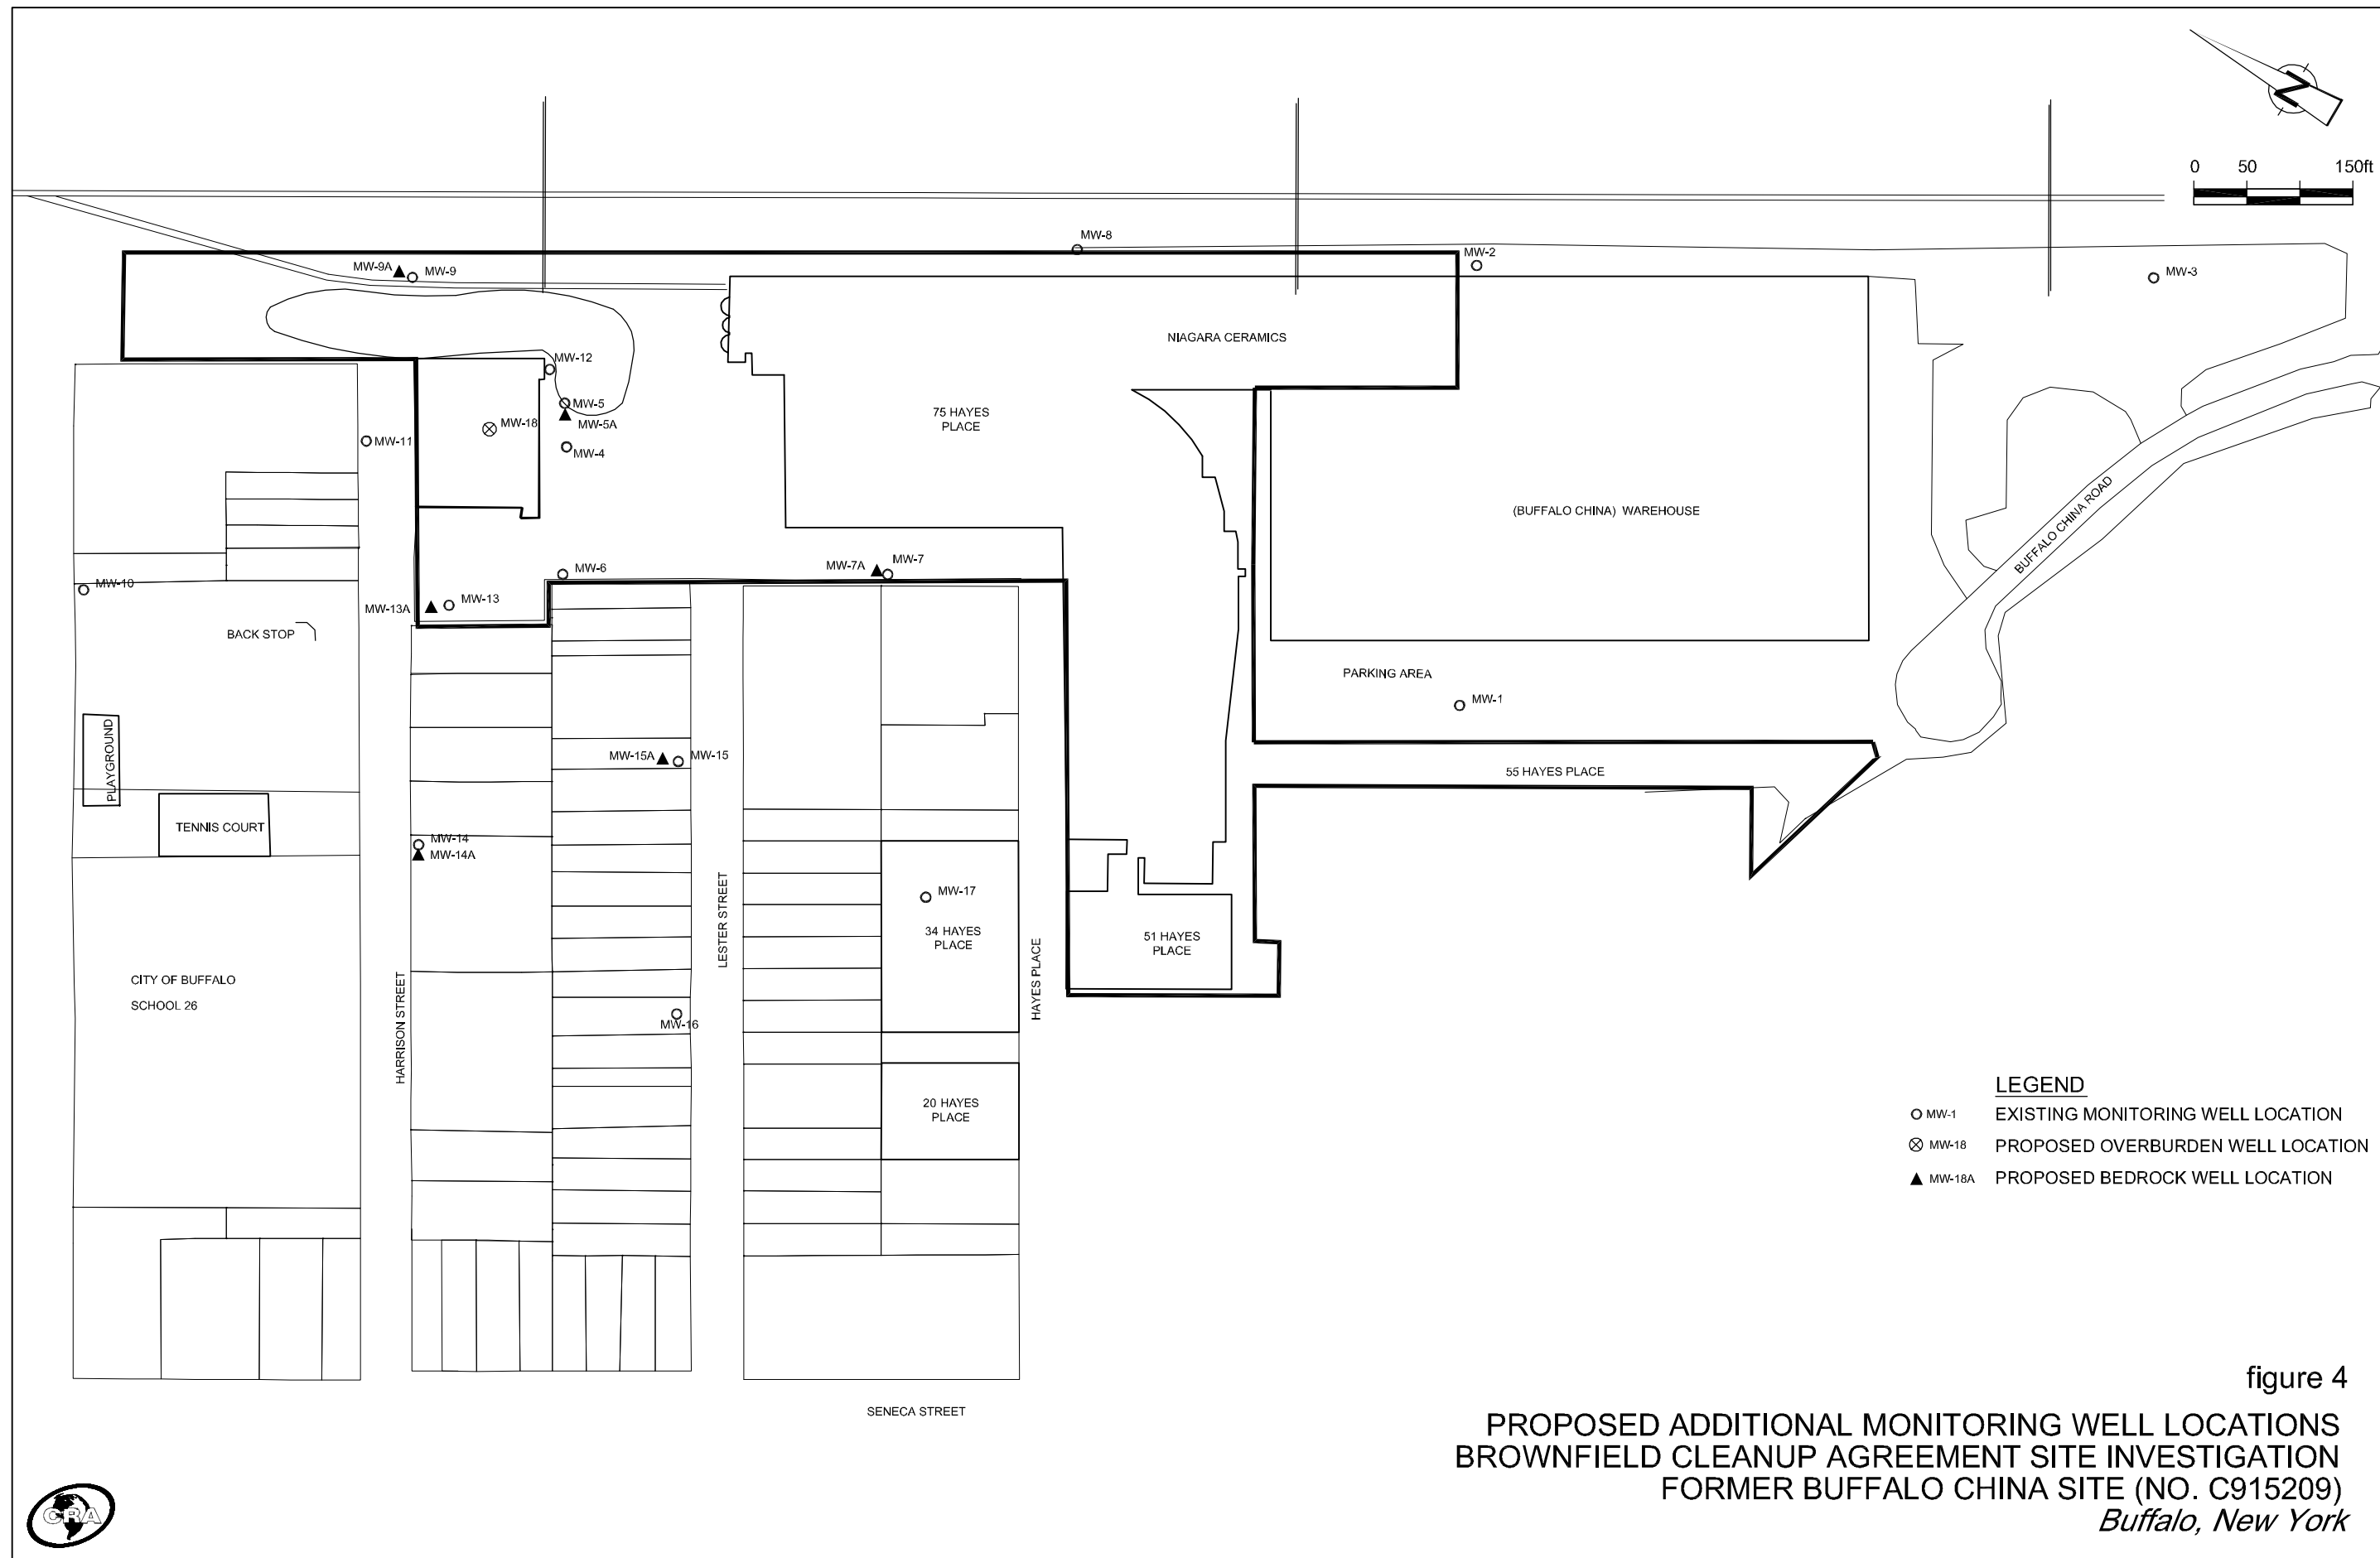 N
0 50 150ft
MW-8
MW-2
MW-3
MW-9A
MW-9
NIAGARA CERAMICS
MW-12
MW-5
MW-5A
MW-18
MW-4
MW-11
75 HAYES
PLACE
(BUFFALO CHINA) WAREHOUSE
BUFFALO CHINA ROAD
MW-10
MW-6
MW-7A
MW-7
MW-13A
MW-13
BACK STOP
PARKING AREA
MW-1
PLAYGROUND
MW-15A
MW-15
55 HAYES PLACE
TENNIS COURT
MW-14
MW-14A
MW-17
34 HAYES
PLACE
LESTER STREET
51 HAYES
PLACE
HAYES PLACE
CITY OF BUFFALO
SCHOOL 26
HARRISON STREET
MW-16
20 HAYES
PLACE
LEGEND
MW-1 EXISTING MONITORING WELL LOCATION
MW-18 PROPOSED OVERBURDEN WELL LOCATION
MW-18A PROPOSED BEDROCK WELL LOCATION
SENECA STREET
figure 4
PROPOSED ADDITIONAL MONITORING WELL LOCATIONS
BROWNFIELD CLEANUP AGREEMENT SITE INVESTIGATION
FORMER BUFFALO CHINA SITE (NO. C915209)
Buffalo, New York
CRA